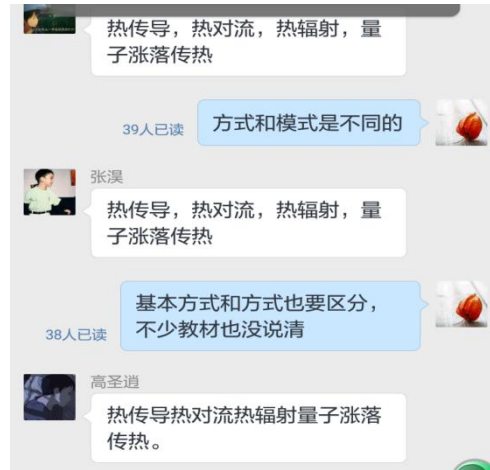 热传导，热对流，热辐射，量
子涨落传热
39人已读
方式和模式是不同的
张淏
热传导，热对流，热辐射，量
子涨落传热
基本方式和方式也要区分，
不少教材也没说清
38人已读
高圣逍
热传导热对流热辐射量子涨落
传热。